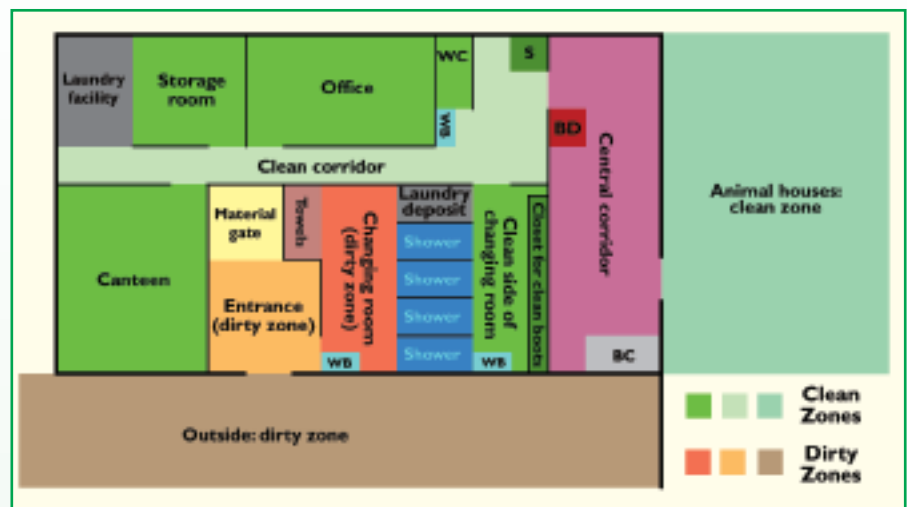 Laundry
facility
Storage
room
Office
WC
WB
S
BD
Central corridor
Animal houses:
clean zone
Clean corridor
Canteen
Material
gate
Towels
Entrance
(dirty zone)
Changing room
(dirty zone)
WB
Laundry
deposit
Shower
Shower
Shower
Shower
Clean side of
changing room
WB
Closet for clean boots
BC
Outside: dirty zone
Clean
Zones
Dirty
Zones